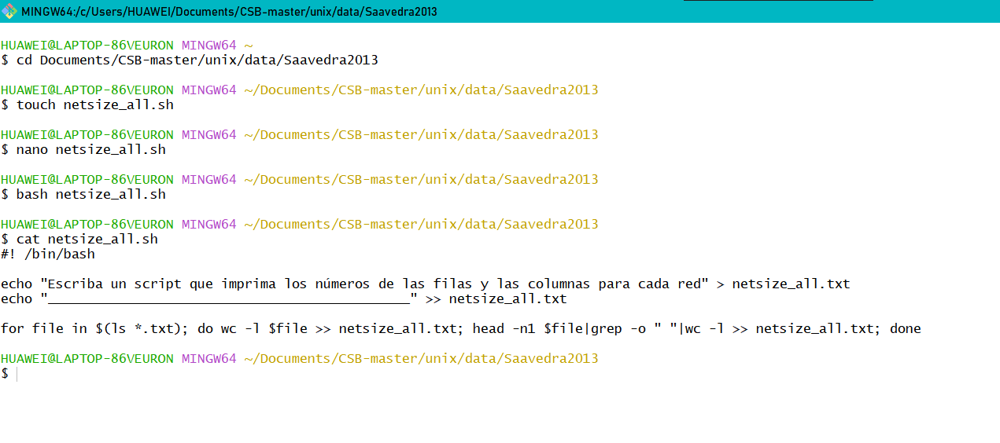 MINGW64:/c/Users/HUAWEI/Documents/CSB-master/unix/data/Saavedra2013
HUAWEI@LAPTOP-86VEURON MINGW64 ~
$ cd Documents/CSB-master/unix/data/Saavedra2013
HUAWEI@LAPTOP-86VEURON MINGW64 ~/Documents/CSB-master/unix/data/Saavedra2013
$ touch netsize_all.sh
HUAWEI@LAPTOP-86VEURON MINGW64 ~/Documents/CSB-master/unix/data/Saavedra2013
$ nano netsize_all.sh
HUAWEI@LAPTOP-86VEURON MINGW64 ~/Documents/CSB-master/unix/data/Saavedra2013
$ bash netsize_all.sh
HUAWEI@LAPTOP-86VEURON MINGW64 ~/Documents/CSB-master/unix/data/Saavedra2013
$ cat netsize_all.sh
#! /bin/bash
echo "Escriba un script que imprima los números de las filas y las columnas para cada red" > netsize_all.txt
echo "______________________________________________" >> netsize_all.txt
for file in $(ls *.txt); do wc -l $file >> netsize_all.txt; head -n1 $file|grep -o " "|wc -l >> netsize_all.txt; done
HUAWEI@LAPTOP-86VEURON MINGW64 ~/Documents/CSB-master/unix/data/Saavedra2013
$